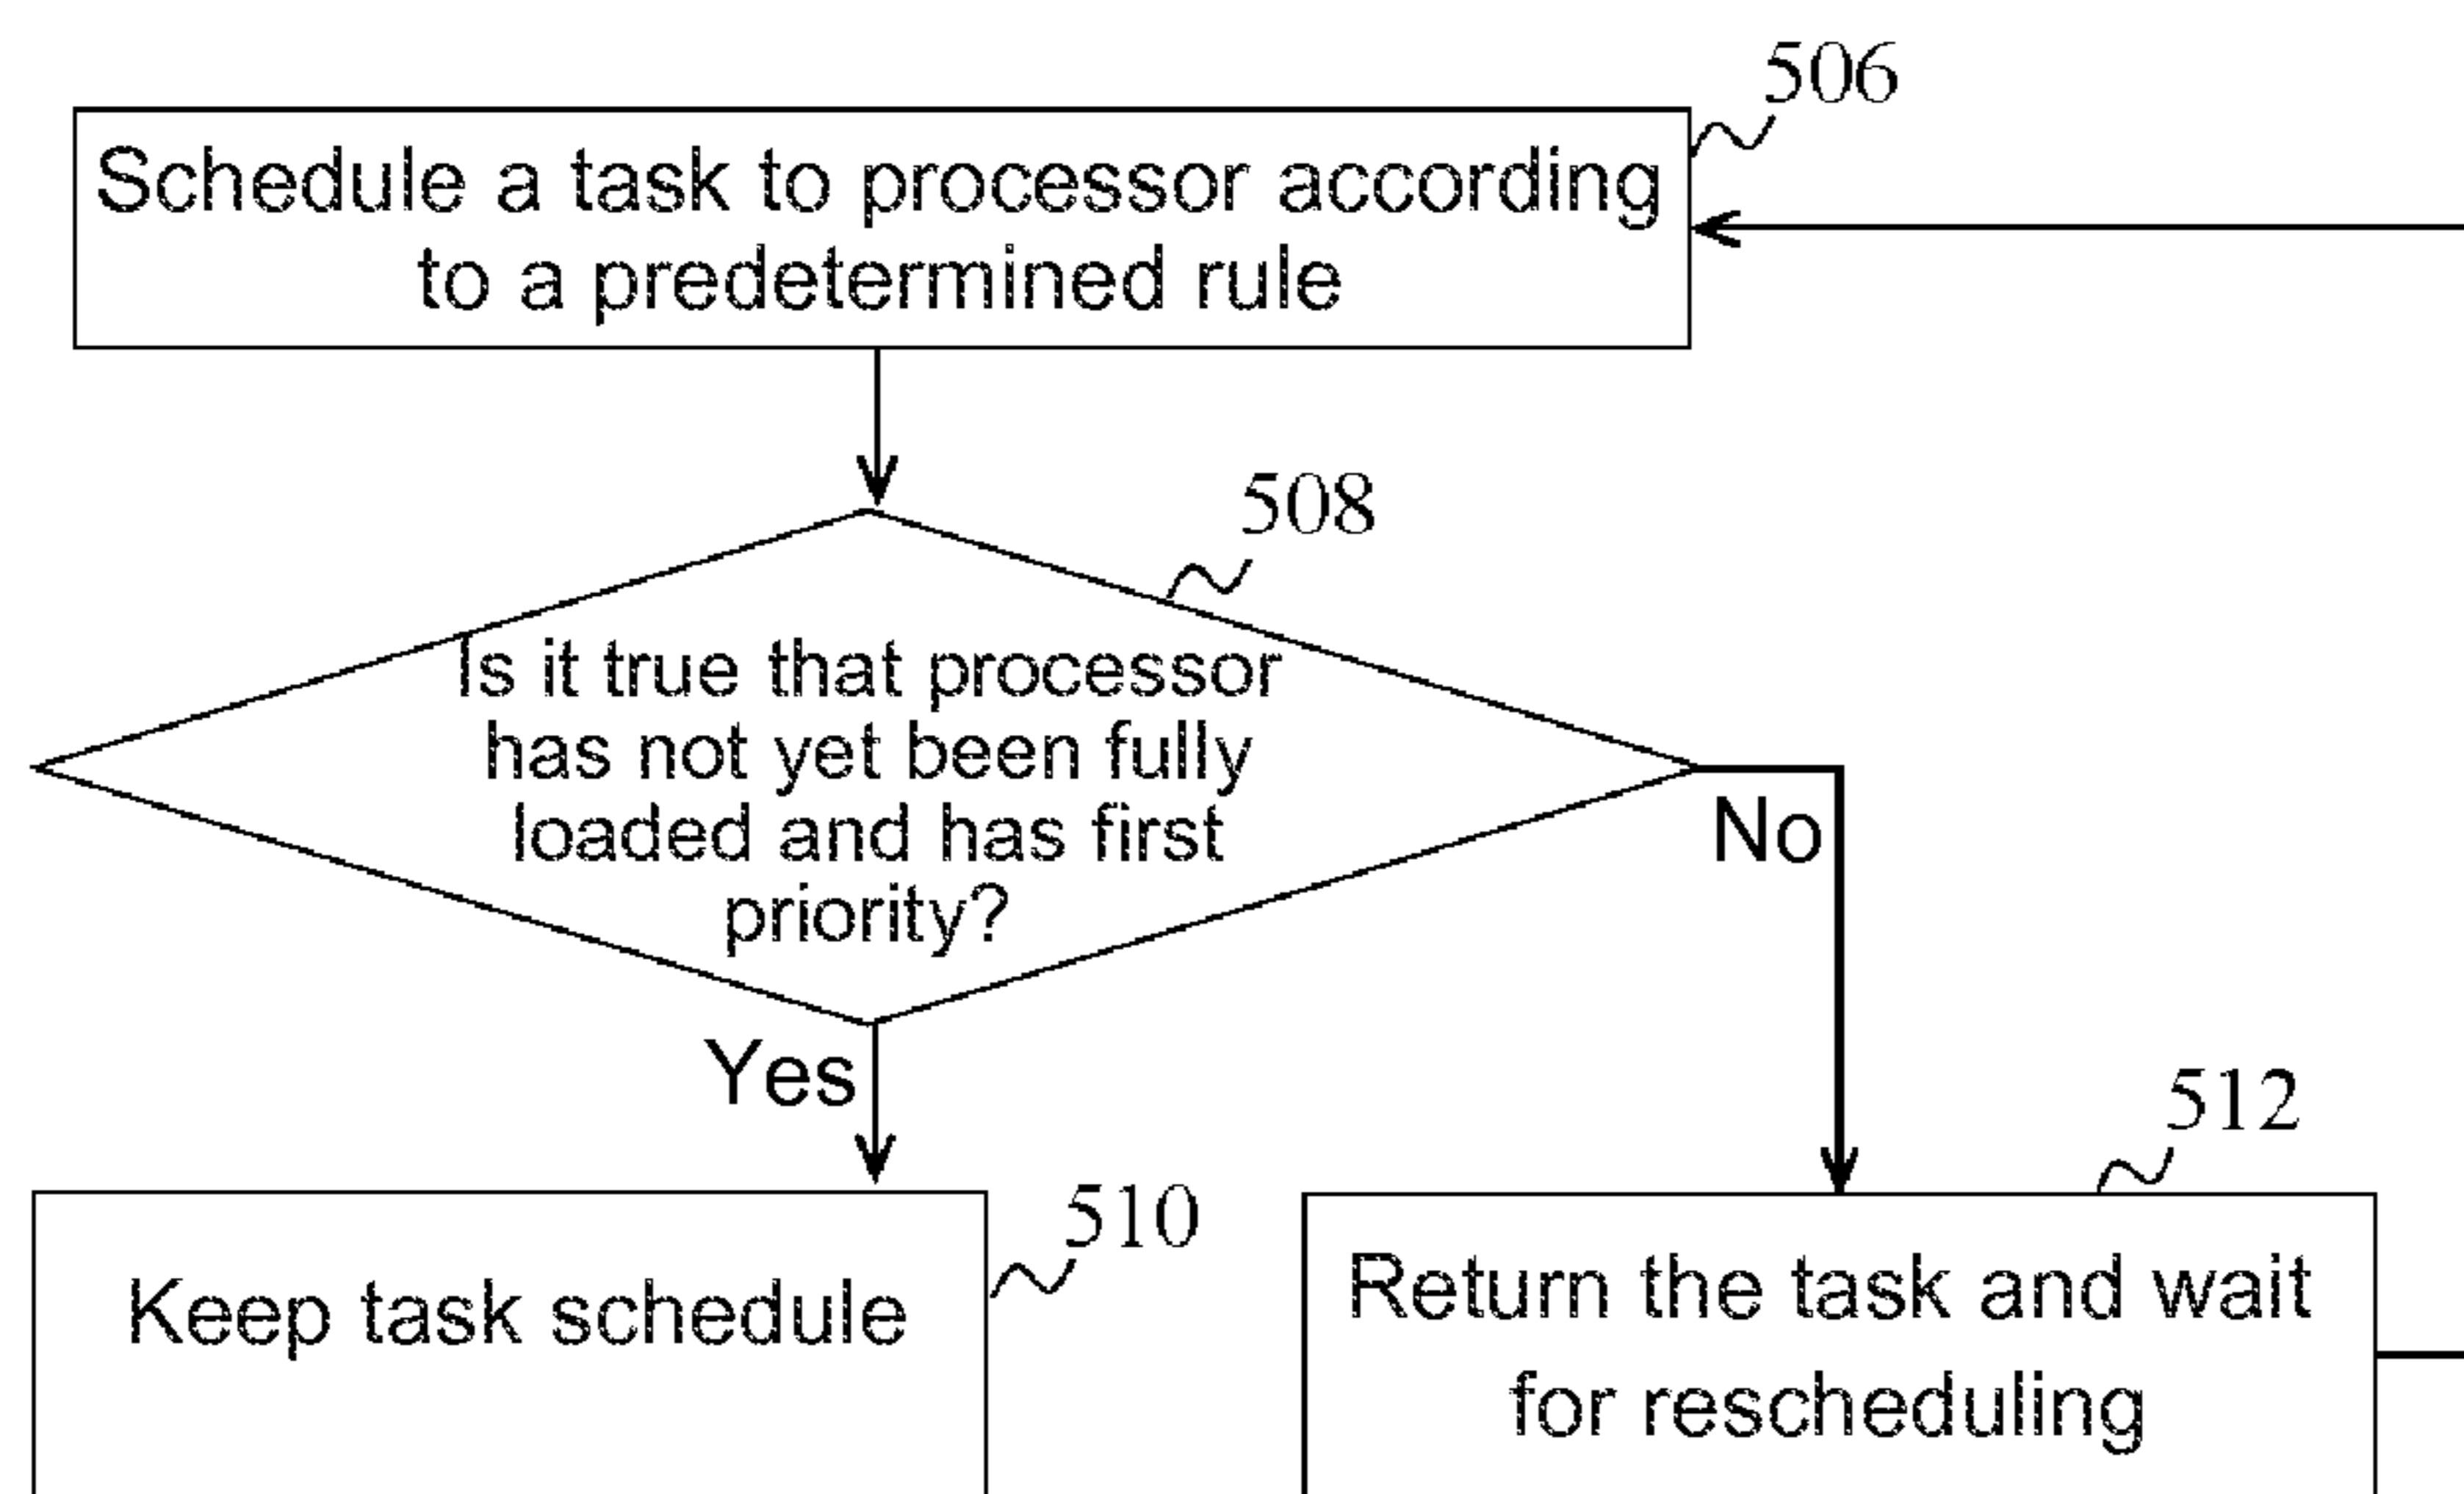 506
Schedule a task to processor according
to a predetermined rule
508
Is it true that processor
has not yet been fully
loaded and has first
priority?
No
Yes
512
510
Keep task schedule
Return the task and wait
for rescheduling